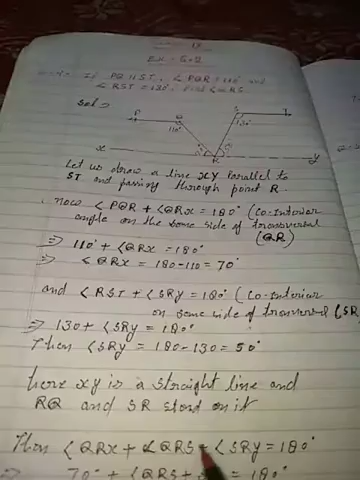 Ex - 6.2
If PQ || ST, <PQR = 110° and
<RST = 130°, find <QRS
Sol →
P Q S T
110° 130°
x R y
Let us draw a line XY Parallel to
ST and passing through point R.
now < PQR + <QRx = 180° (Co-Interior
angle on the same side of transversal
(QR)
⇒ 110° + <QRx = 180°
⇒ <QRx = 180-110 = 70°
and < RST + <SRy = 180° (Co-interior
on same side of transversal (SR
⇒ 130 + <SRy = 180°
Then <SRy = 180-130 = 50°
here xy is a straight line and
RQ and SR stand on it
Then <QRx + <QRS + <SRy = 180°
⇒ 70° + <QRS + = 180°